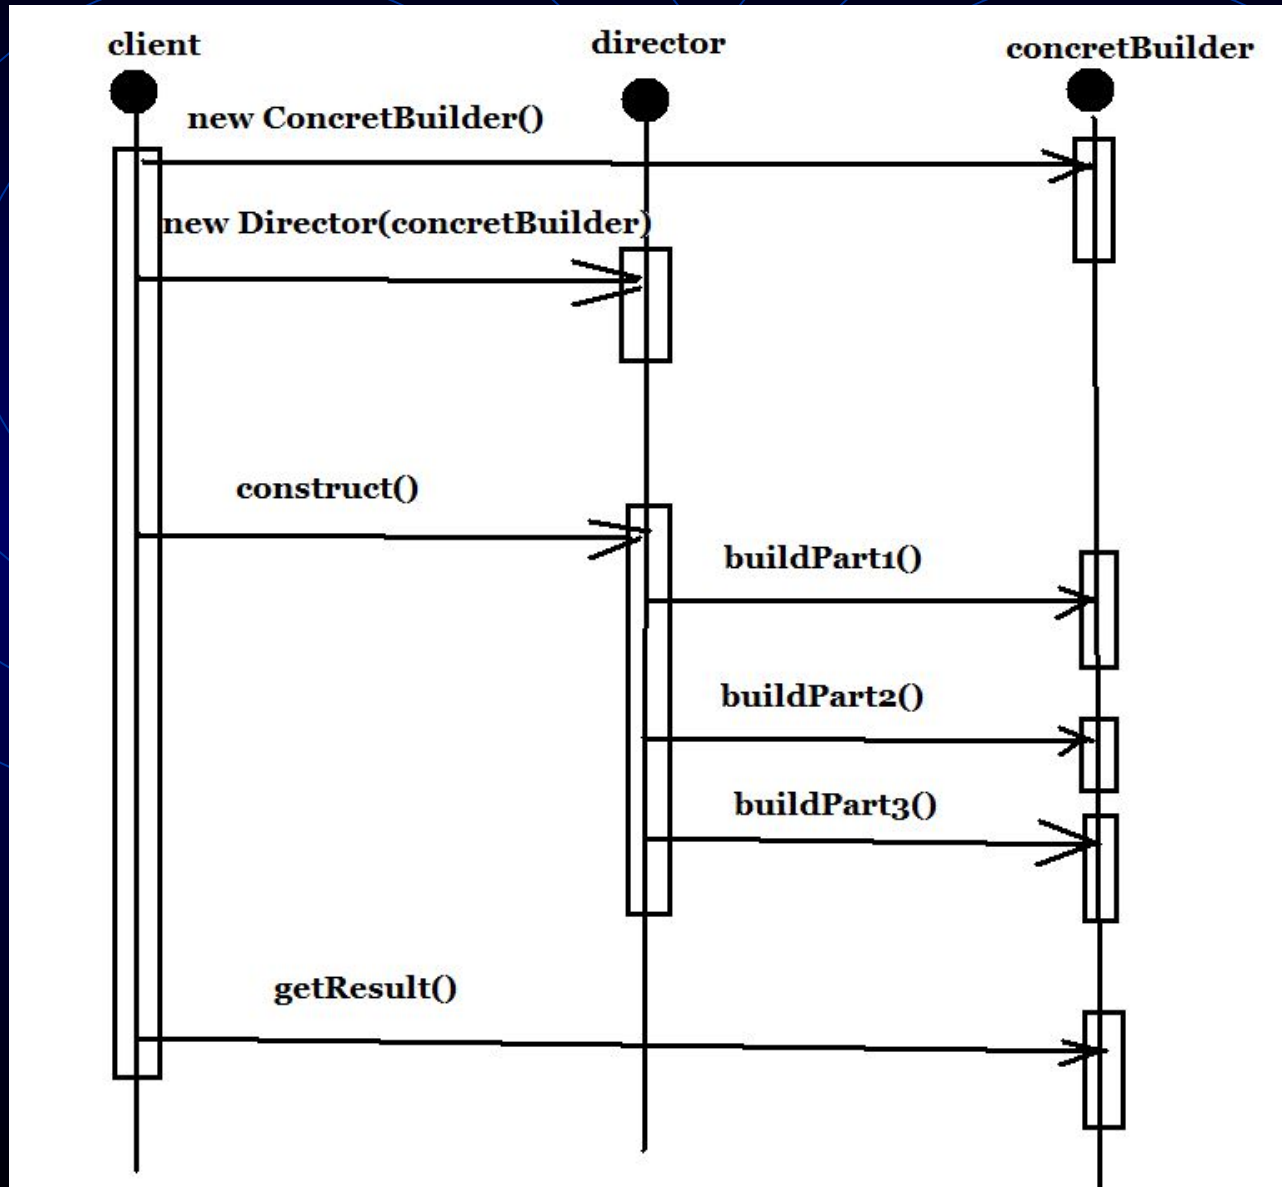 client
director
concretBuilder
new ConcretBuilder()
new Director(concretBuilder)
construct()
buildPart1()
buildPart2()
buildPart3()
getResult()